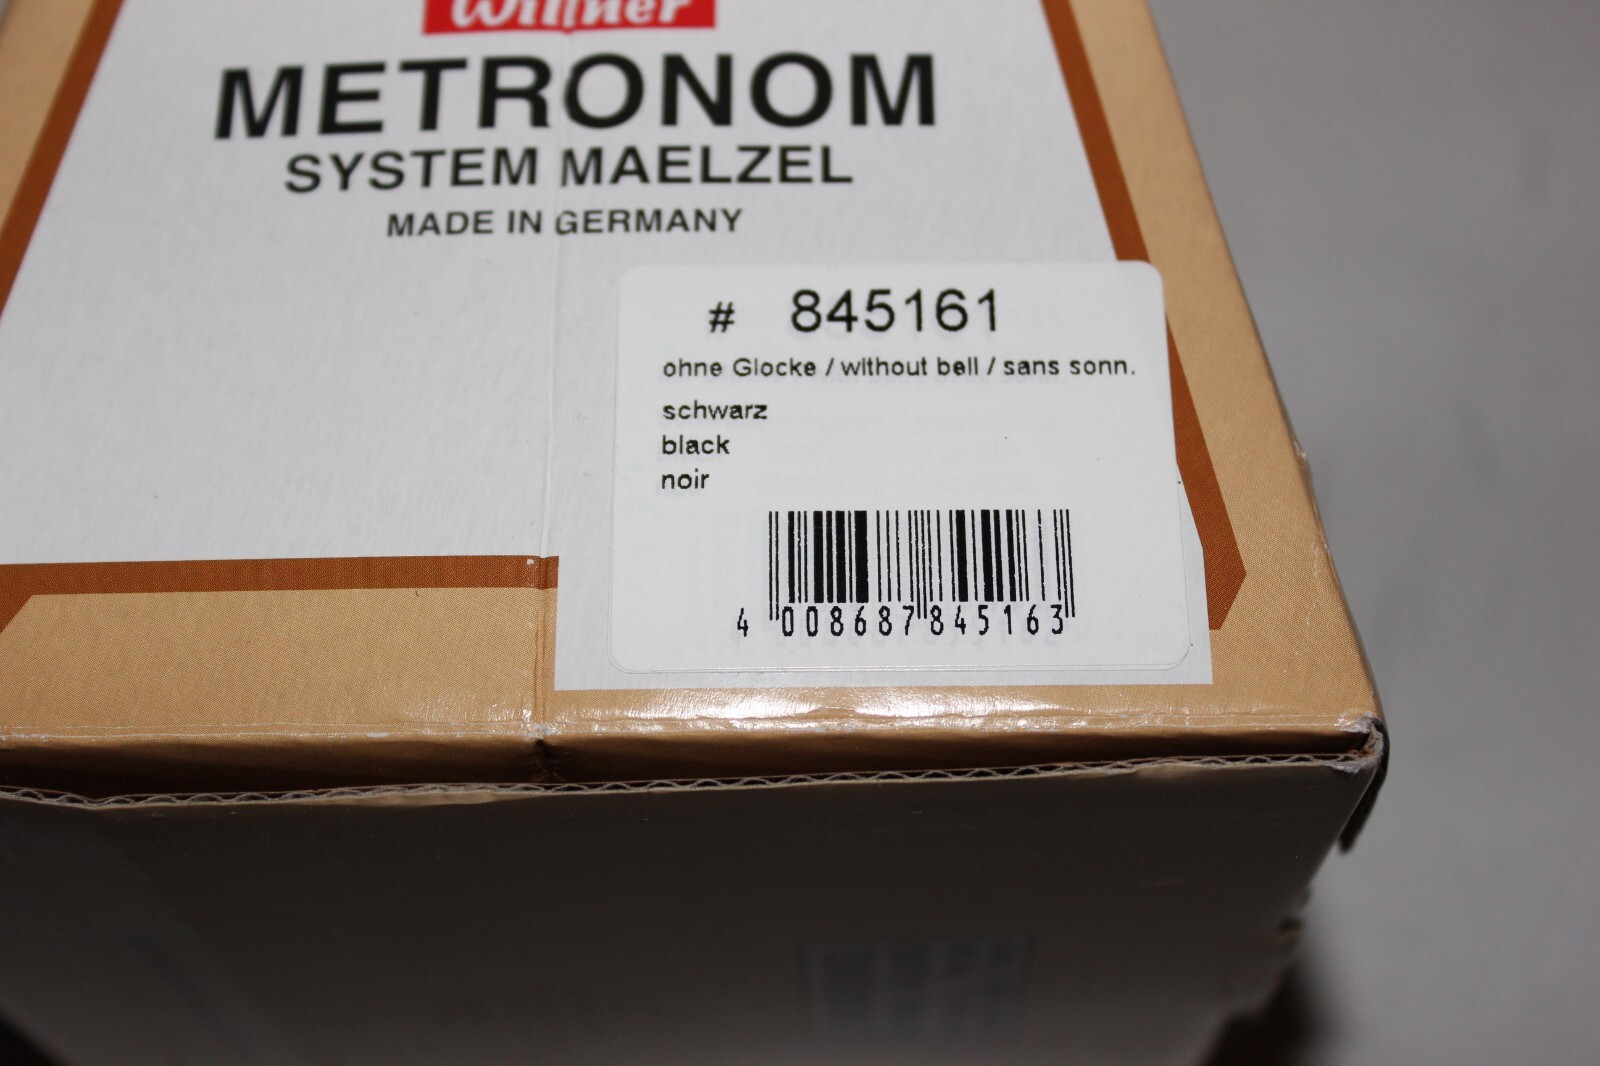 Wittner
METRONOM
SYSTEM MAELZEL
MADE IN GERMANY
# 845161
ohne Glocke / without bell / sans sonn.
schwarz
black
noir
4 008687 845163